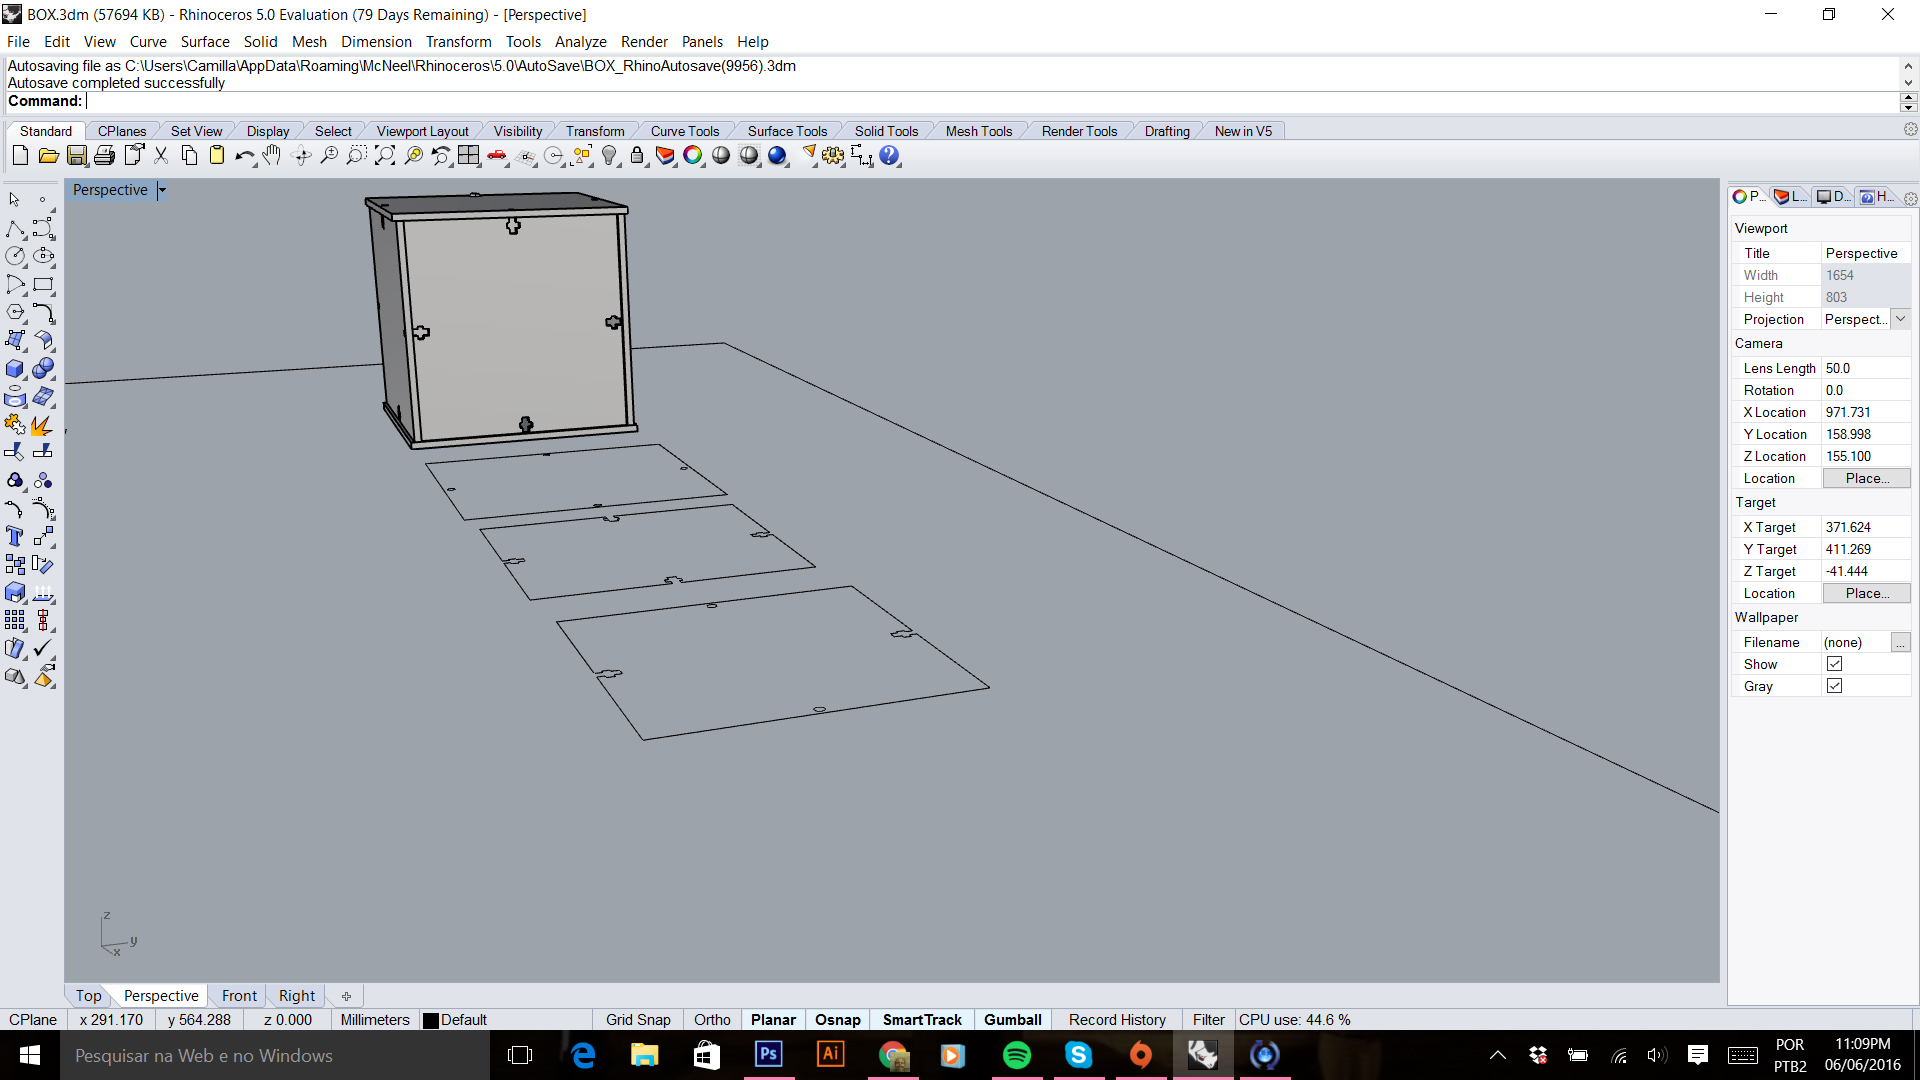 BOX.3dm (57694 KB) - Rhinoceros 5.0 Evaluation (79 Days Remaining) - [Perspective]
File Edit View Curve Surface Solid Mesh Dimension Transform Tools Analyze Render Panels Help
Autosaving file as C:\Users\Camilla\AppData\Roaming\McNeel\Rhinoceros\5.0\AutoSave\BOX_RhinoAutosave(9956).3dm
Autosave completed successfully
Command:
Standard CPlanes Set View Display Select Viewport Layout Visibility Transform Curve Tools Surface Tools Solid Tools Mesh Tools Render Tools Drafting New in V5
Perspective
P... L... D... H...
Viewport
Title Perspective
Width 1654
Height 803
Projection Perspect...
Camera
Lens Length 50.0
Rotation 0.0
X Location 971.731
Y Location 158.998
Z Location 155.100
Location Place...
Target
X Target 371.624
Y Target 411.269
Z Target -41.444
Location Place...
Wallpaper
Filename (none) ...
Show
Gray
z
y
x
Top Perspective Front Right
CPlane x 291.170 y 564.288 z 0.000 Millimeters Default Grid Snap Ortho Planar Osnap SmartTrack Gumball Record History Filter CPU use: 44.6 %
Pesquisar na Web e no Windows
Ps Ai
POR 11:09PM
PTB2 06/06/2016